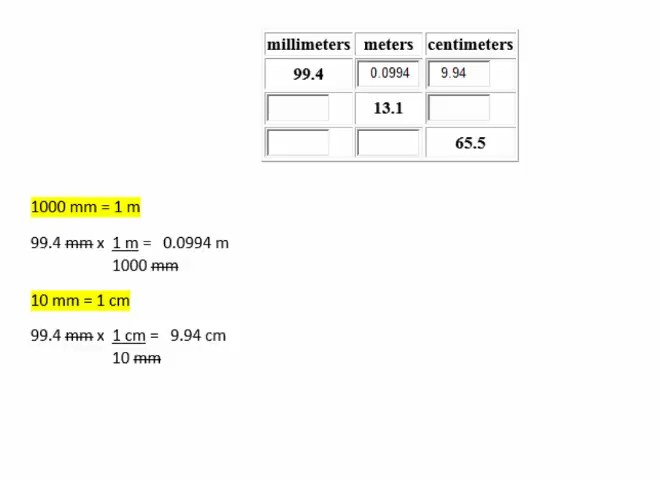 millimeters meters centimeters
99.4 0.0994 9.94
13.1
65.5
1000 mm = 1 m
99.4 mm x 1 m = 0.0994 m
1000 mm
10 mm = 1 cm
99.4 mm x 1 cm = 9.94 cm
10 mm